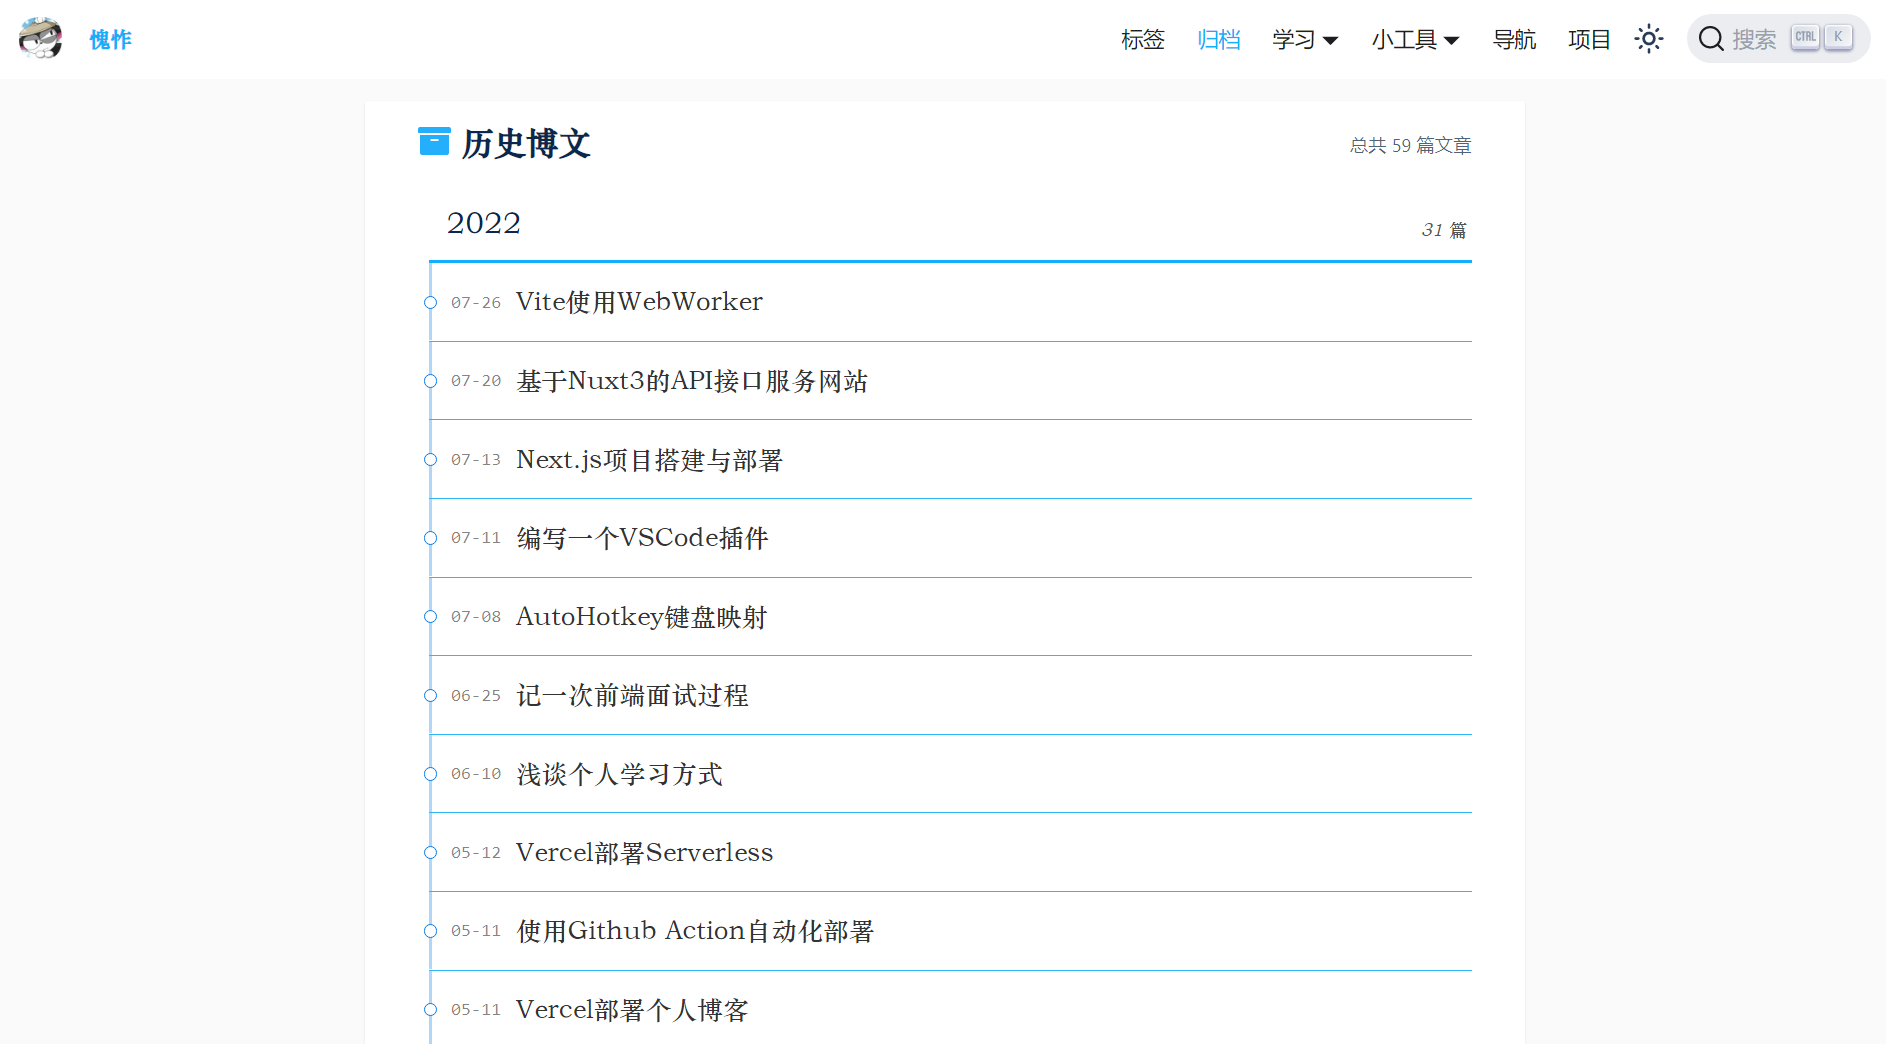 愧怍
标签 归档 学习 小工具 导航 项目 搜索 CTRL K
历史博文
总共 59 篇文章
2022
31 篇
07-26 Vite使用WebWorker
07-20 基于Nuxt3的API接口服务网站
07-13 Next.js项目搭建与部署
07-11 编写一个VSCode插件
07-08 AutoHotkey键盘映射
06-25 记一次前端面试过程
06-10 浅谈个人学习方式
05-12 Vercel部署Serverless
05-11 使用Github Action自动化部署
05-11 Vercel部署个人博客